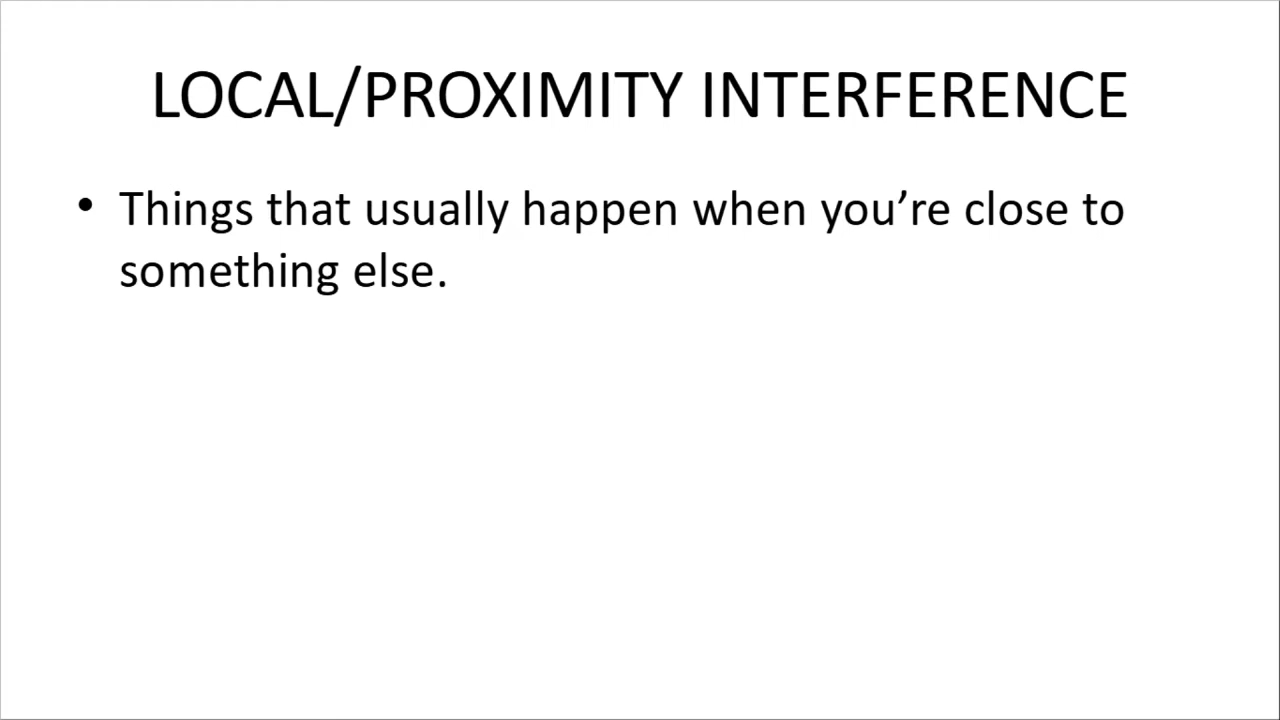 LOCAL/PROXIMITY INTERFERENCE
• Things that usually happen when you’re close to
something else.